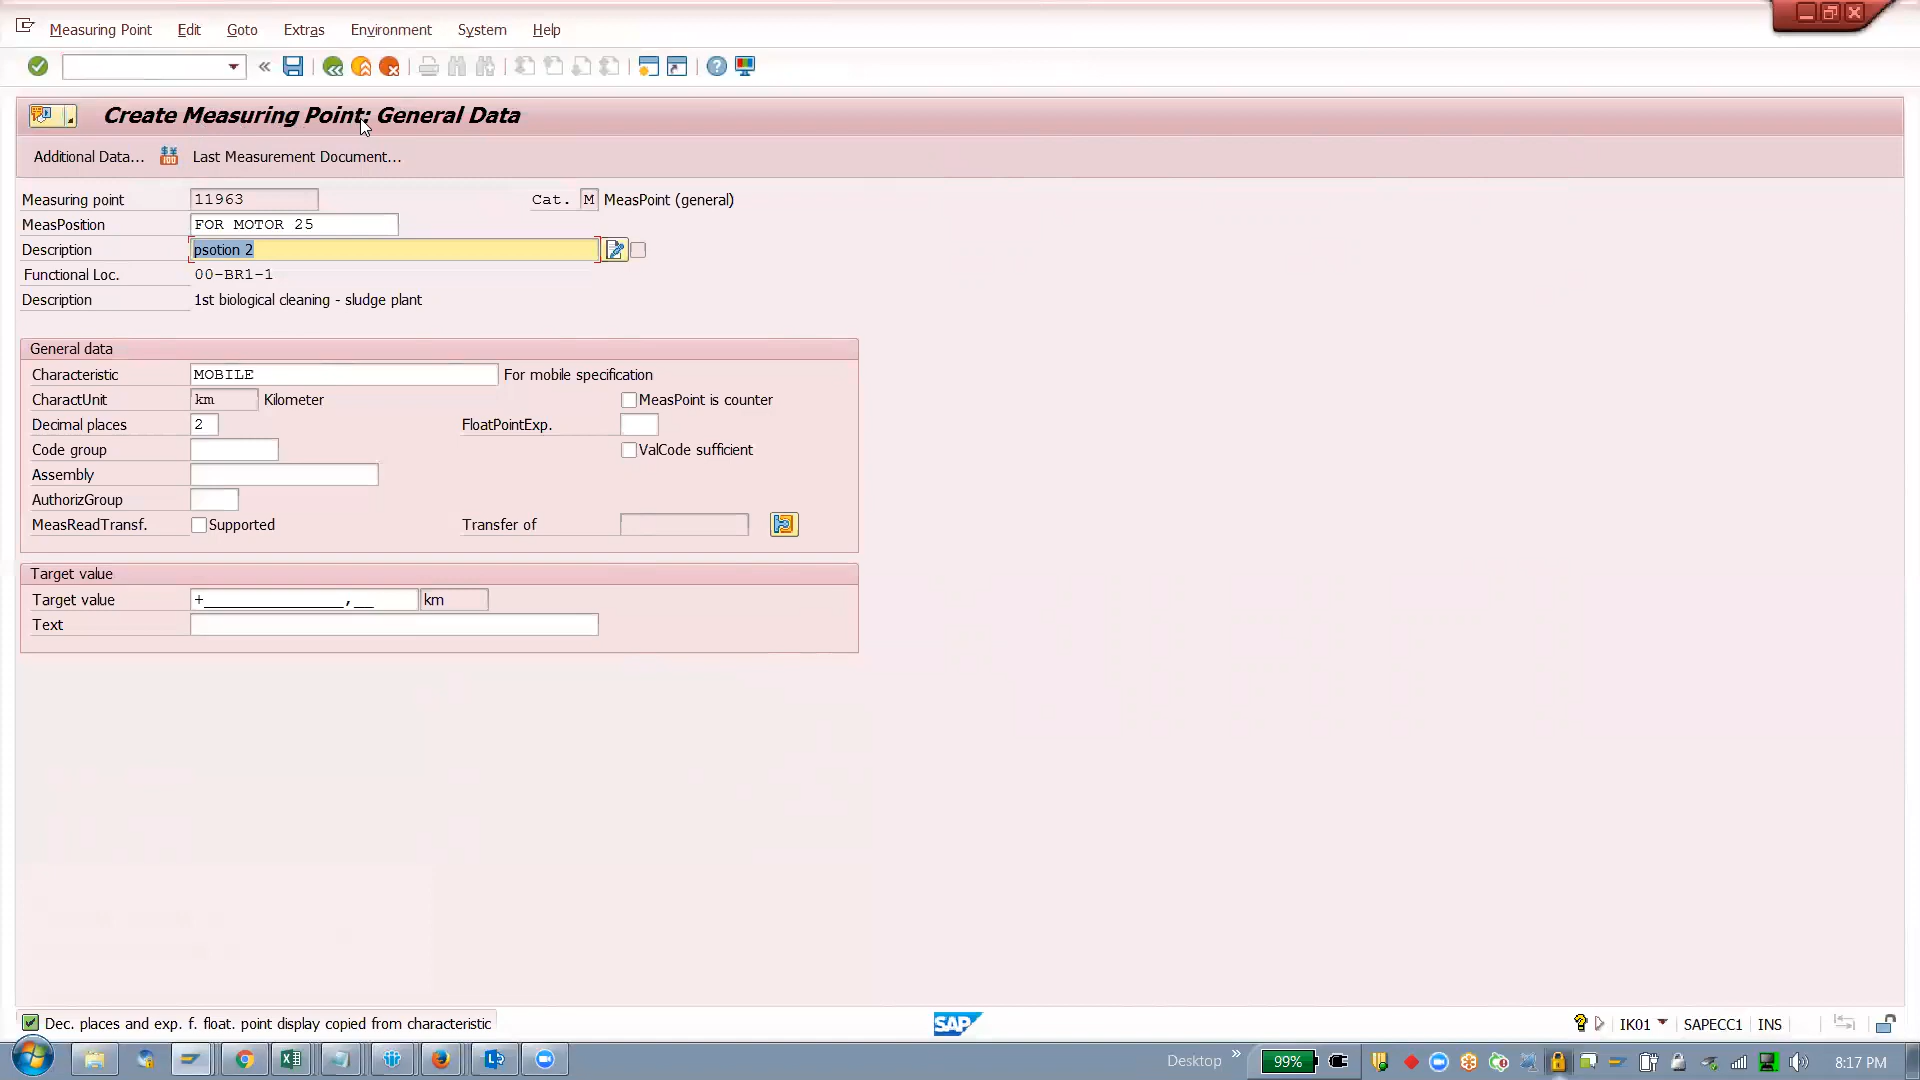 Measuring Point Edit Goto Extras Environment System Help
Create Measuring Point: General Data
Additional Data... Last Measurement Document...
Measuring point 11963 Cat. M MeasPoint (general)
MeasPosition FOR MOTOR 25
Description psotion 2
Functional Loc. 00-BR1-1
Description 1st biological cleaning - sludge plant
General data
Characteristic MOBILE For mobile specification
CharactUnit km Kilometer MeasPoint is counter
Decimal places 2 FloatPointExp.
Code group ValCode sufficient
Assembly
AuthorizGroup
MeasReadTransf. Supported Transfer of
Target value
Target value +_______________,__ km
Text
Dec. places and exp. f. float. point display copied from characteristic SAP IK01 SAPECC1 INS
Desktop » 99% 8:17 PM